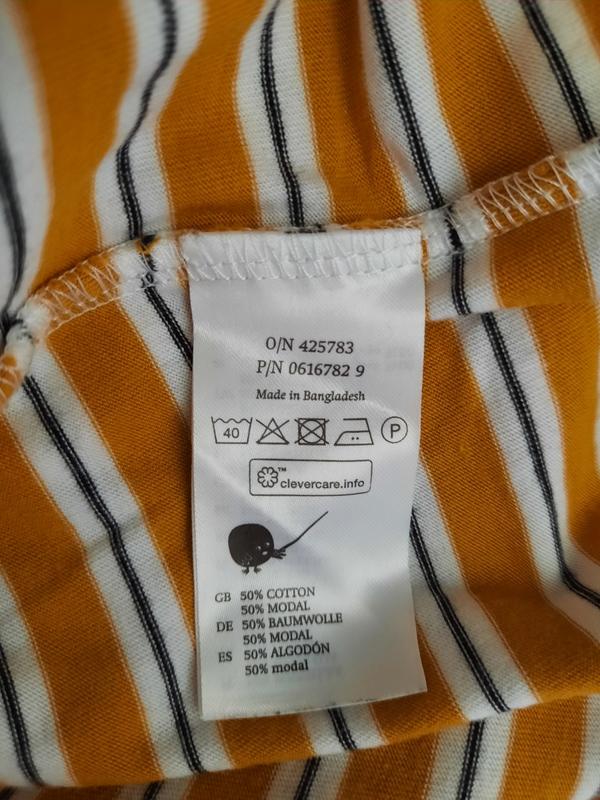 O/N 425783
P/N 0616782 9
Made in Bangladesh
40 P
clevercare.info™
GB 50% COTTON
50% MODAL
DE 50% BAUMWOLLE
50% MODAL
ES 50% ALGODÓN
50% modal